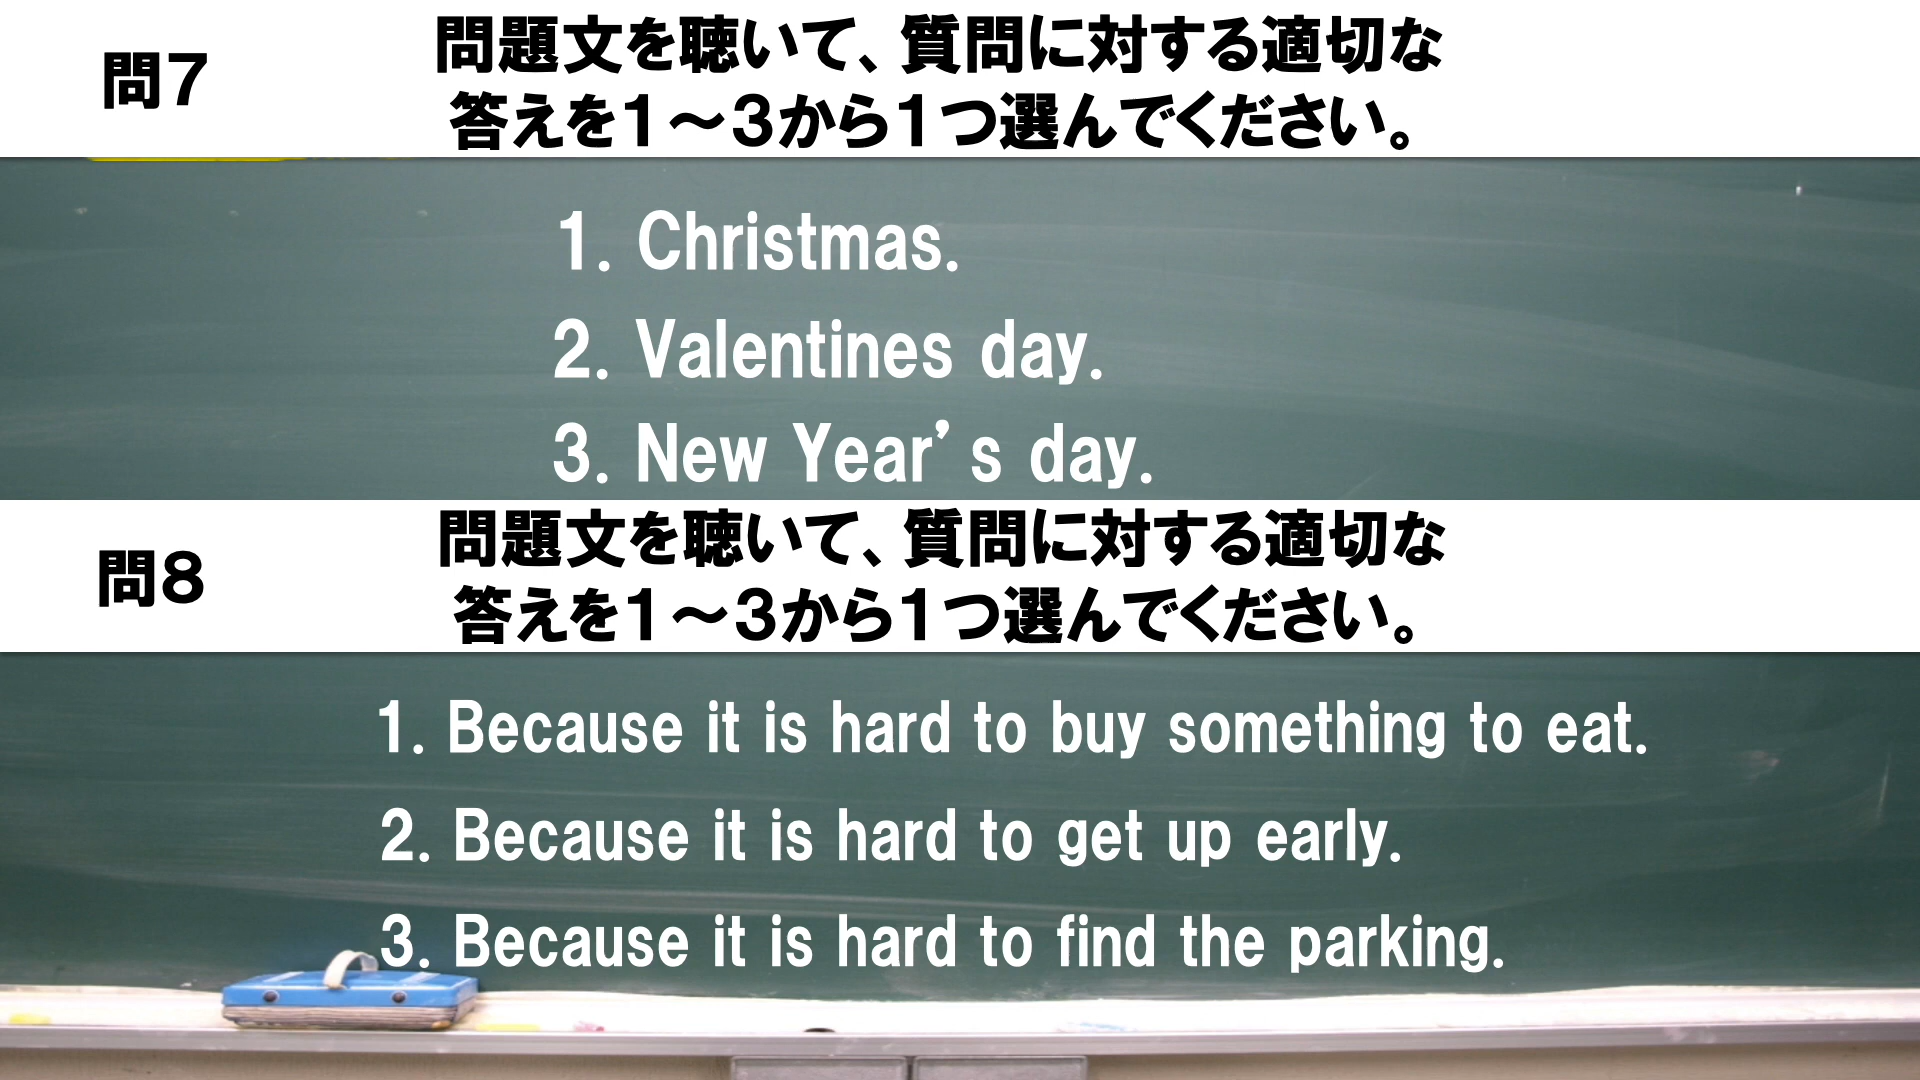 問7
問題文を聴いて、質問に対する適切な
答えを1～3から1つ選んでください。
1. Christmas.
2. Valentines day.
3. New Year’s day.
問8
問題文を聴いて、質問に対する適切な
答えを1～3から1つ選んでください。
1. Because it is hard to buy something to eat.
2. Because it is hard to get up early.
3. Because it is hard to find the parking.